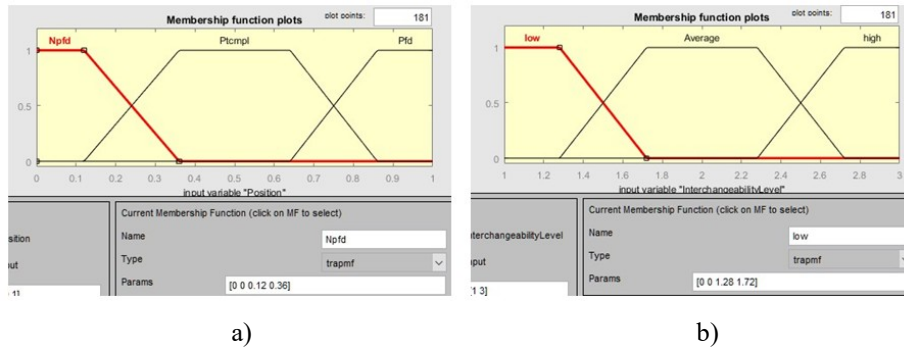 Membership function plots plot points: 181
Npfd Ptcmpl Pfd
1
0.5
0
0 0.1 0.2 0.3 0.4 0.5 0.6 0.7 0.8 0.9 1
input variable "Position"
Current Membership Function (click on MF to select)
sition Name Npfd
put Type trapmf
1] Params [0 0 0.12 0.36]
a)
Membership function plots plot points: 181
low Average high
1
0.5
0
1 1.2 1.4 1.6 1.8 2 2.2 2.4 2.6 2.8 3
input variable "InterchangeabilityLevel"
Current Membership Function (click on MF to select)
nterchangeabilityLevel Name low
put Type trapmf
[1 3] Params [0 0 1.28 1.72]
b)